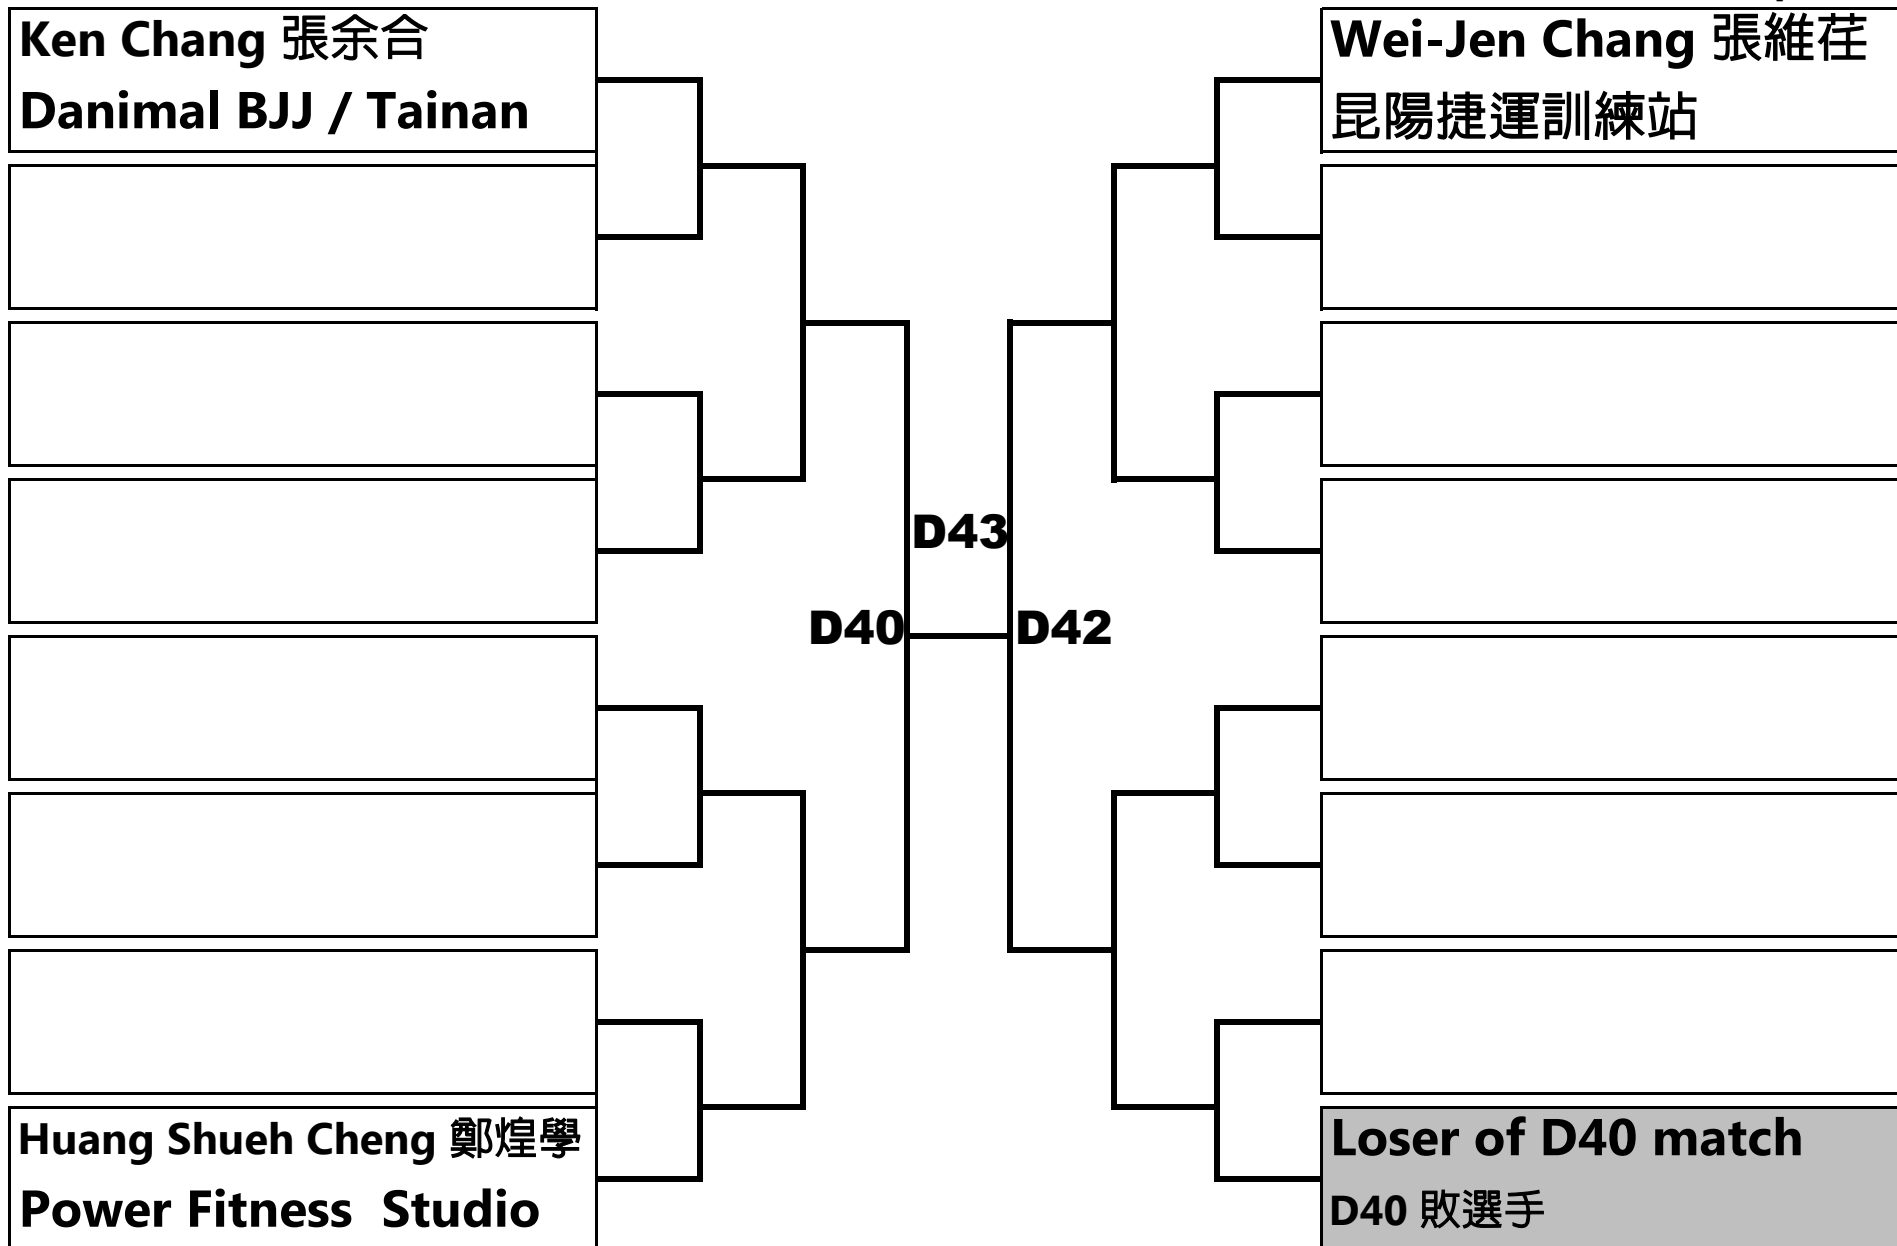 Ken Chang 張余合
Danimal BJJ / Tainan
Wei-Jen Chang 張維荏
昆陽捷運訓練站
D43
D40
D42
Huang Shueh Cheng 鄭煌學
Power Fitness Studio
Loser of D40 match
D40 敗選手